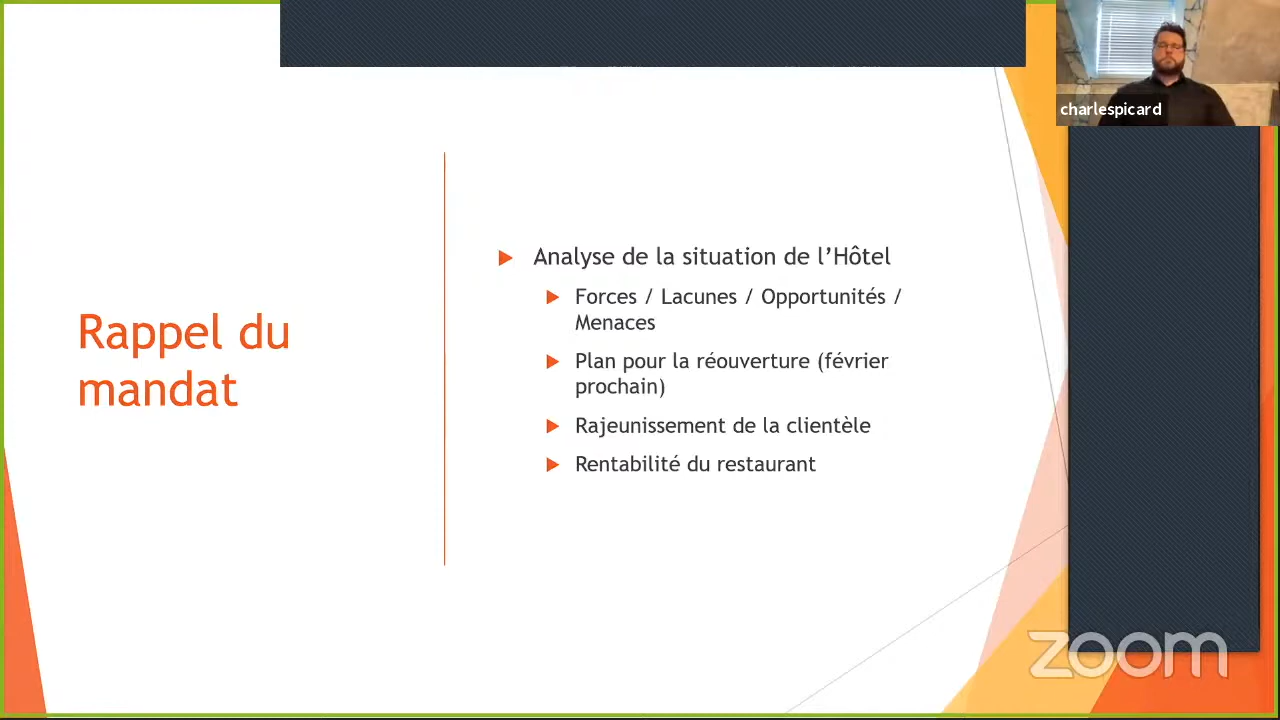 charlespicard
Rappel du
mandat
Analyse de la situation de l’Hôtel
Forces / Lacunes / Opportunités /
Menaces
Plan pour la réouverture (février
prochain)
Rajeunissement de la clientèle
Rentabilité du restaurant
zoom